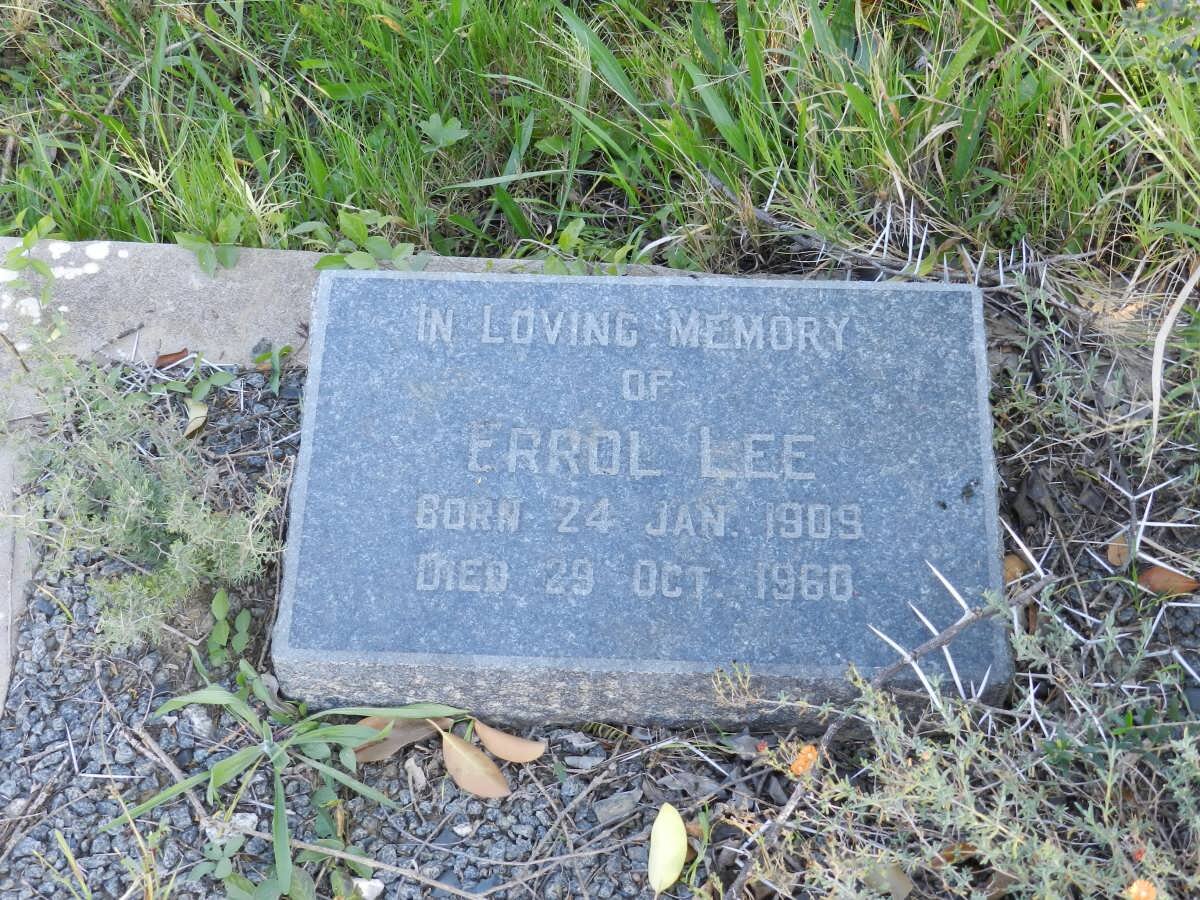 IN LOVING MEMORY
OF
ERROL LEE
BORN 24 JAN. 1909
DIED 29 OCT. 1960